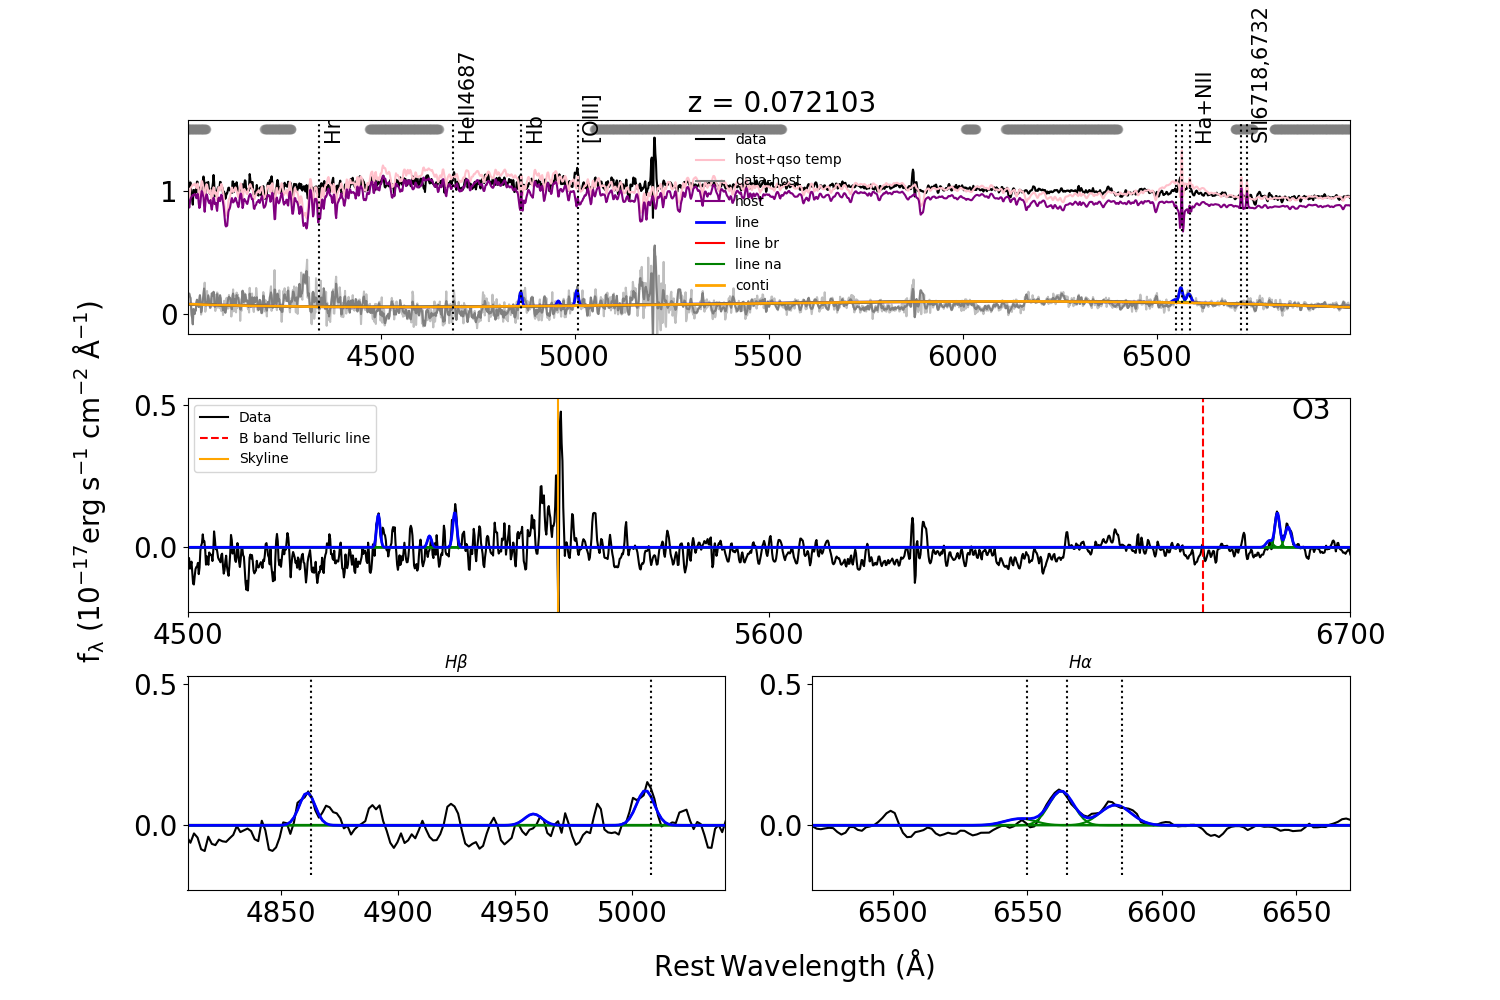 z = 0.072103
Hr
HeII4687
Hb
[OIII]
Ha+NII
SII6718,6732
data
host+qso temp
data-host
host
line
line br
line na
conti
1
0
4500 5000 5500 6000 6500
fλ (10⁻¹⁷erg s⁻¹ cm⁻² Å⁻¹)
0.5
0.0
Data
B band Telluric line
Skyline
O3
4500 5600 6700
Hβ
0.5
0.0
4850 4900 4950 5000
Hα
0.5
0.0
6500 6550 6600 6650
Rest Wavelength (Å)